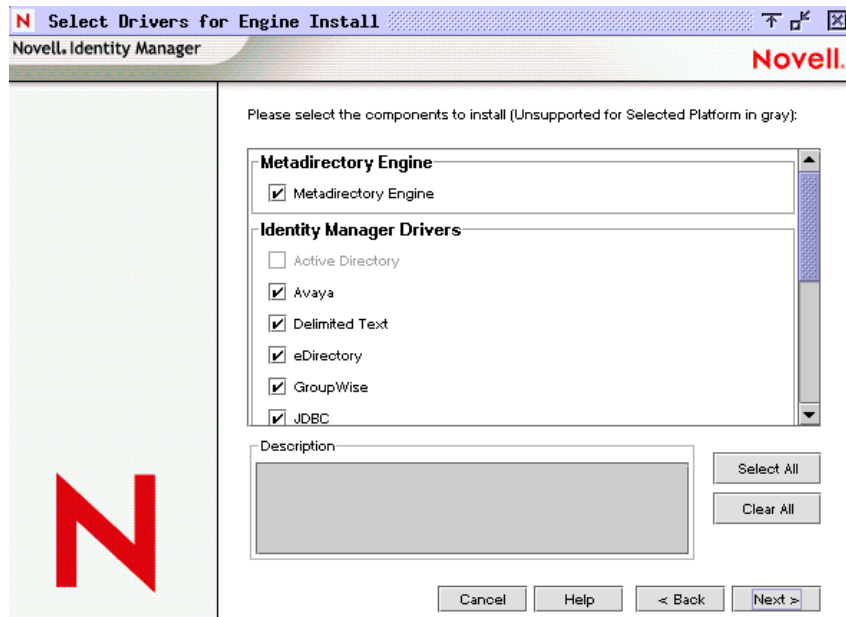 N Select Drivers for Engine Install
Novell. Identity Manager
Novell.
Please select the components to install (Unsupported for Selected Platform in gray):
Metadirectory Engine
Metadirectory Engine
Identity Manager Drivers
Active Directory
Avaya
Delimited Text
eDirectory
GroupWise
JDBC
Description
Select All
Clear All
N
Cancel Help < Back Next >